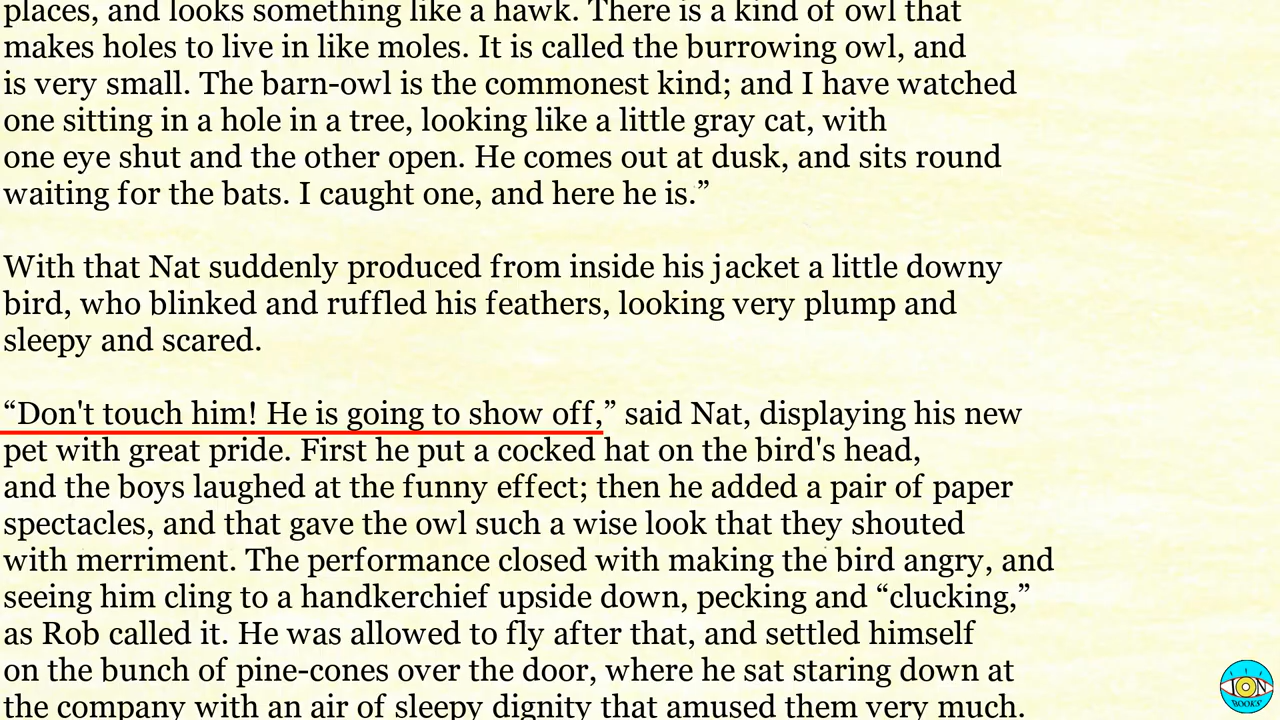 places, and looks something like a hawk. There is a kind of owl that
makes holes to live in like moles. It is called the burrowing owl, and
is very small. The barn-owl is the commonest kind; and I have watched
one sitting in a hole in a tree, looking like a little gray cat, with
one eye shut and the other open. He comes out at dusk, and sits round
waiting for the bats. I caught one, and here he is.”
With that Nat suddenly produced from inside his jacket a little downy
bird, who blinked and ruffled his feathers, looking very plump and
sleepy and scared.
“Don't touch him! He is going to show off,” said Nat, displaying his new
pet with great pride. First he put a cocked hat on the bird's head,
and the boys laughed at the funny effect; then he added a pair of paper
spectacles, and that gave the owl such a wise look that they shouted
with merriment. The performance closed with making the bird angry, and
seeing him cling to a handkerchief upside down, pecking and “clucking,”
as Rob called it. He was allowed to fly after that, and settled himself
on the bunch of pine-cones over the door, where he sat staring down at
the company with an air of sleepy dignity that amused them very much.
ION
BOOKS